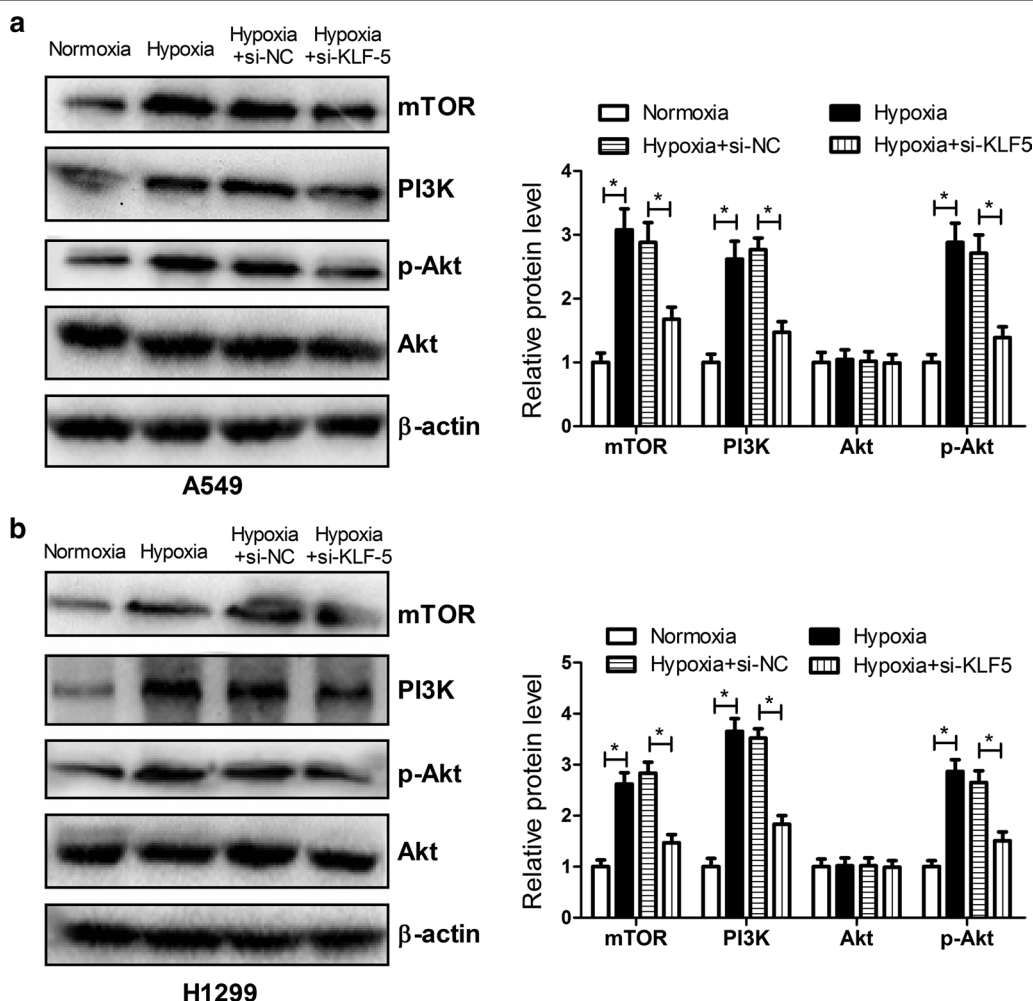 a
Normoxia Hypoxia Hypoxia +si-NC Hypoxia +si-KLF-5
mTOR
PI3K
p-Akt
Akt
β-actin
A549
Normoxia Hypoxia
Hypoxia+si-NC Hypoxia+si-KLF5
Relative protein level
4
3
2
1
0
* * * * * *
mTOR PI3K Akt p-Akt
b
Normoxia Hypoxia Hypoxia +si-NC Hypoxia +si-KLF-5
mTOR
PI3K
p-Akt
Akt
β-actin
H1299
Normoxia Hypoxia
Hypoxia+si-NC Hypoxia+si-KLF5
Relative protein level
5
4
3
2
1
0
* * * * * *
mTOR PI3K Akt p-Akt